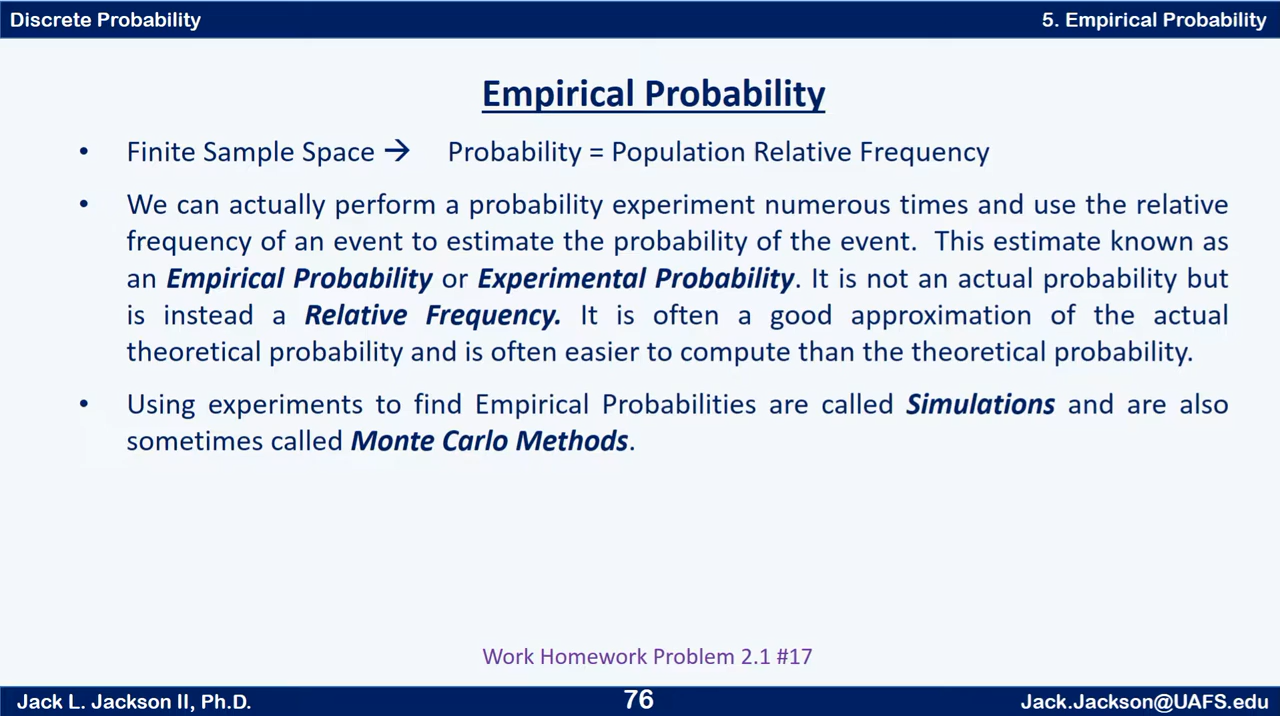 Discrete Probability
5. Empirical Probability
Empirical Probability
• Finite Sample Space → Probability = Population Relative Frequency
• We can actually perform a probability experiment numerous times and use the relative
frequency of an event to estimate the probability of the event. This estimate known as
an Empirical Probability or Experimental Probability. It is not an actual probability but
is instead a Relative Frequency. It is often a good approximation of the actual
theoretical probability and is often easier to compute than the theoretical probability.
• Using experiments to find Empirical Probabilities are called Simulations and are also
sometimes called Monte Carlo Methods.
Work Homework Problem 2.1 #17
Jack L. Jackson II, Ph.D.
76
Jack.Jackson@UAFS.edu